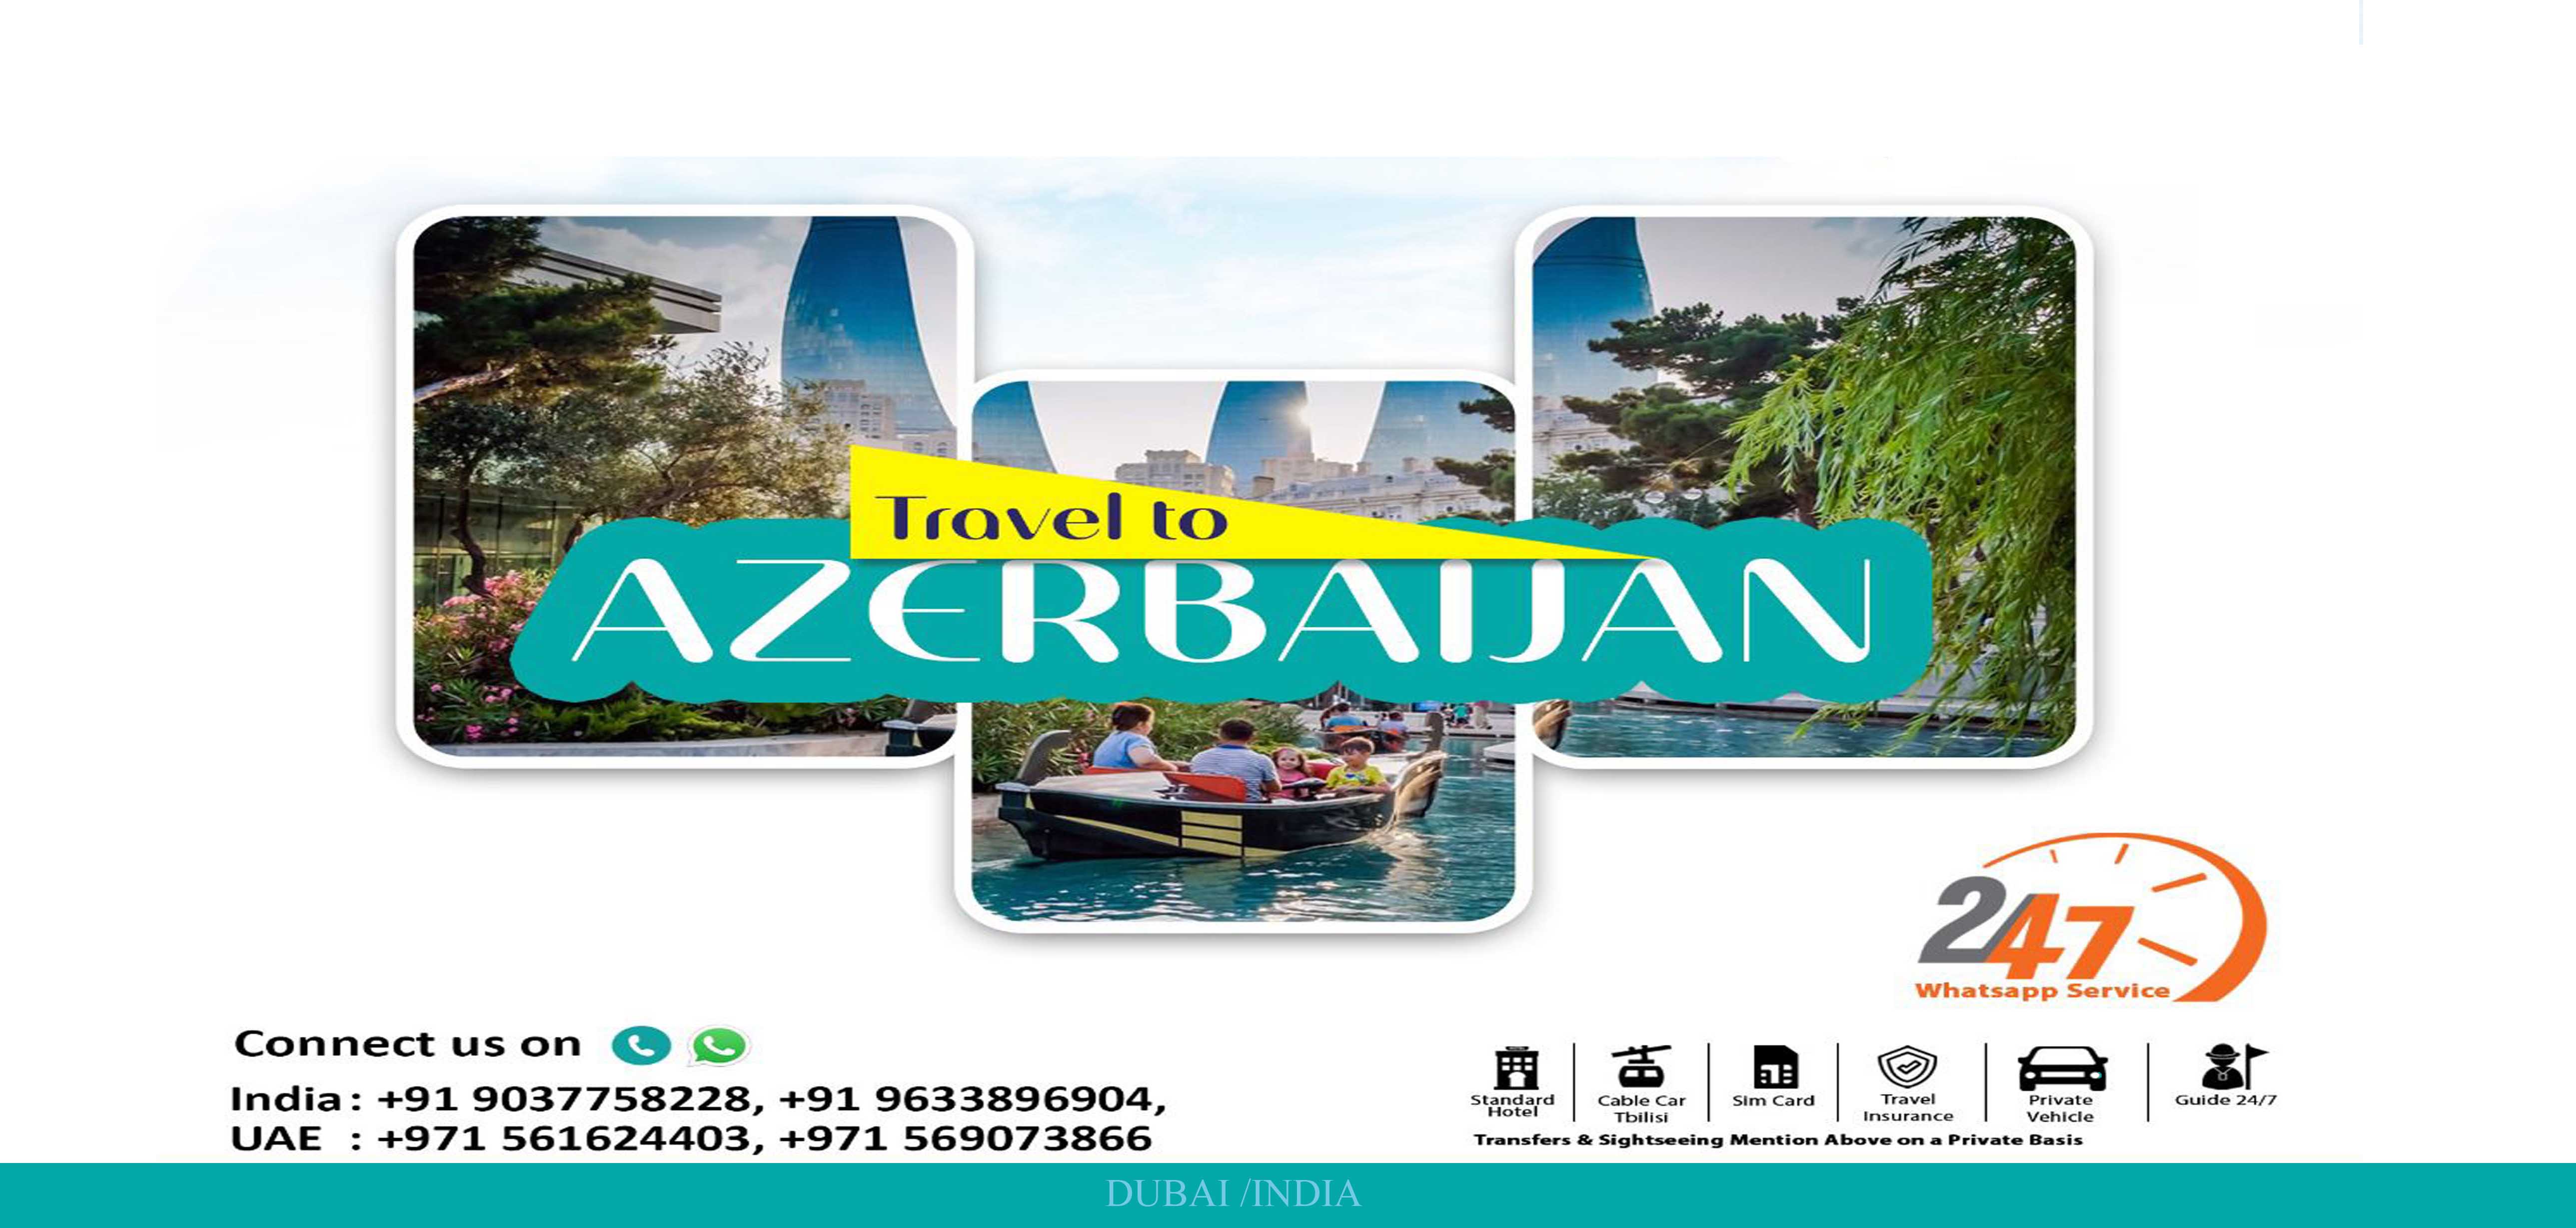 Travel to
AZERBAIJAN
247
Whatsapp Service
Connect us on
India : +91 9037758228, +91 9633896904,
UAE : +971 561624403, +971 569073866
Standard
Hotel
Cable Car
Tbilisi
Sim Card
Travel
Insurance
Private
Vehicle
Guide 24/7
Transfers & Sightseeing Mention Above on a Private Basis
DUBAI /INDIA